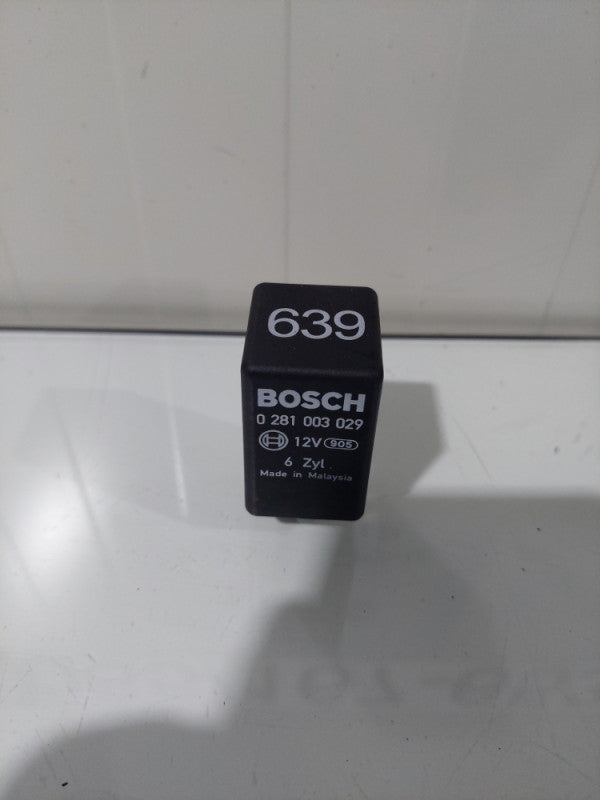 639
BOSCH
0 281 003 029
12V 905
6 Zyl
Made in Malaysia